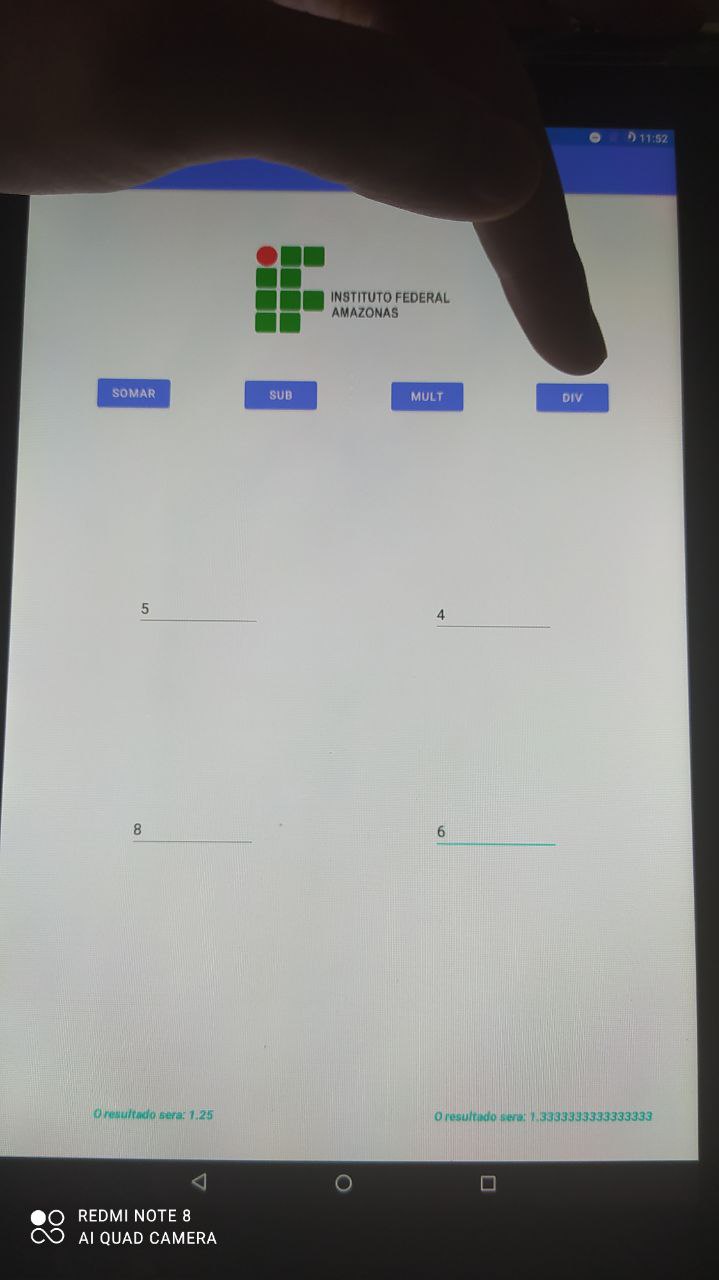 11:52
INSTITUTO FEDERAL
AMAZONAS
SOMAR
SUB
MULT
DIV
5
4
8
6
O resultado sera: 1.25
O resultado sera: 1.3333333333333333
REDMI NOTE 8
AI QUAD CAMERA